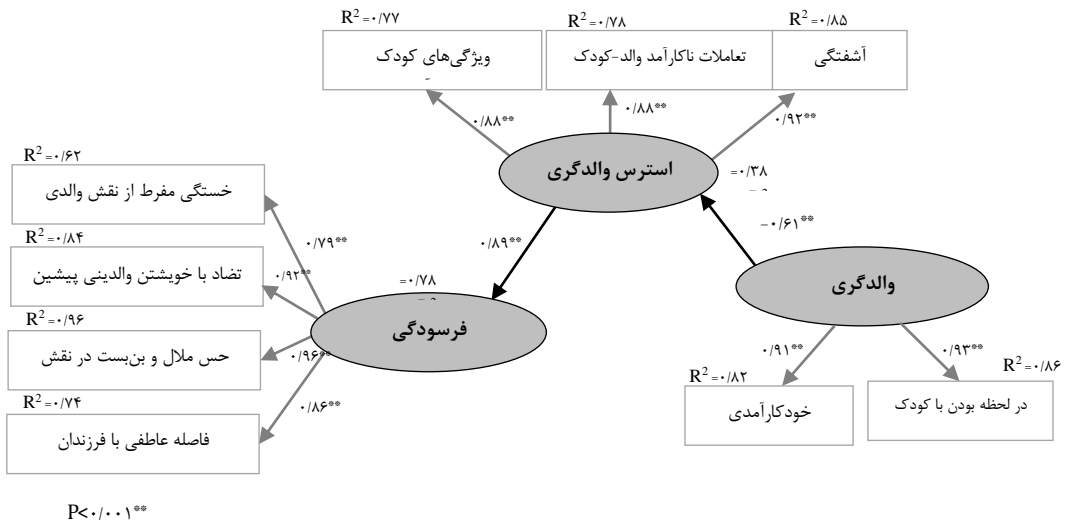 R² =۰/۷۷
R² =۰/۷۸
R² =۰/۸۵
ویژگی‌های کودک
تعاملات ناکارآمد والد-کودک
آشفتگی
۰/۸۸**
۰/۸۸**
۰/۹۲**
استرس والدگری
=۰/۳۸
-۰/۶۱**
۰/۸۹**
R² =۰/۶۲
خستگی مفرط از نقش والدی
۰/۷۹**
R² =۰/۸۴
تضاد با خویشتن والدینی پیشین
۰/۹۲**
=۰/۷۸
والدگری
R² =۰/۹۶
فرسودگی
حس ملال و بن‌بست در نقش
۰/۹۶**
۰/۹۱**
۰/۹۳**
R² =۰/۸۶
R² =۰/۸۲
R² =۰/۷۴
۰/۸۶**
خودکارآمدی
در لحظه بودن با کودک
فاصله عاطفی با فرزندان
P<۰/۰۰۱**